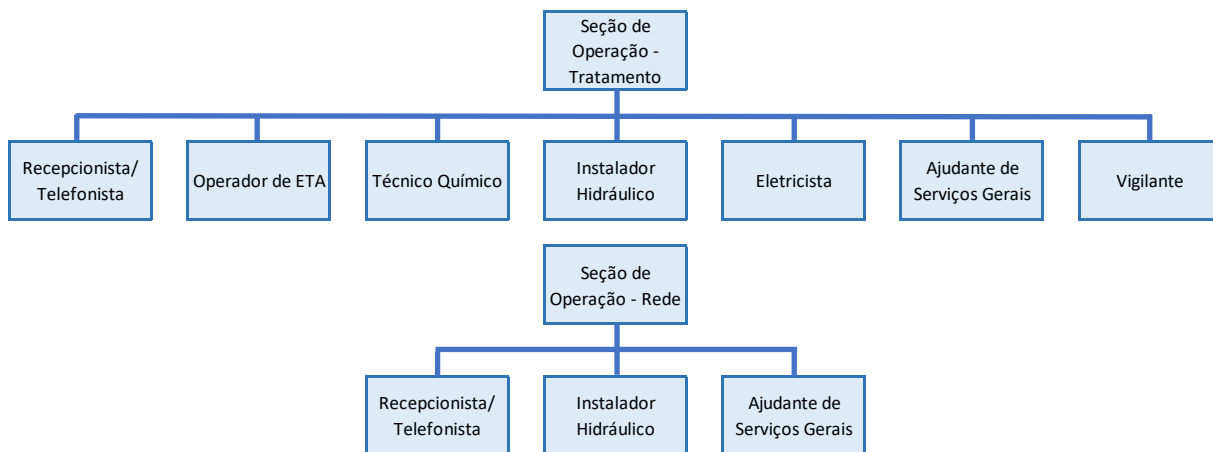 Seção de
Operação -
Tratamento
Recepcionista/
Telefonista
Operador de ETA
Técnico Químico
Instalador
Hidráulico
Eletricista
Ajudante de
Serviços Gerais
Vigilante
Seção de
Operação - Rede
Recepcionista/
Telefonista
Instalador
Hidráulico
Ajudante de
Serviços Gerais